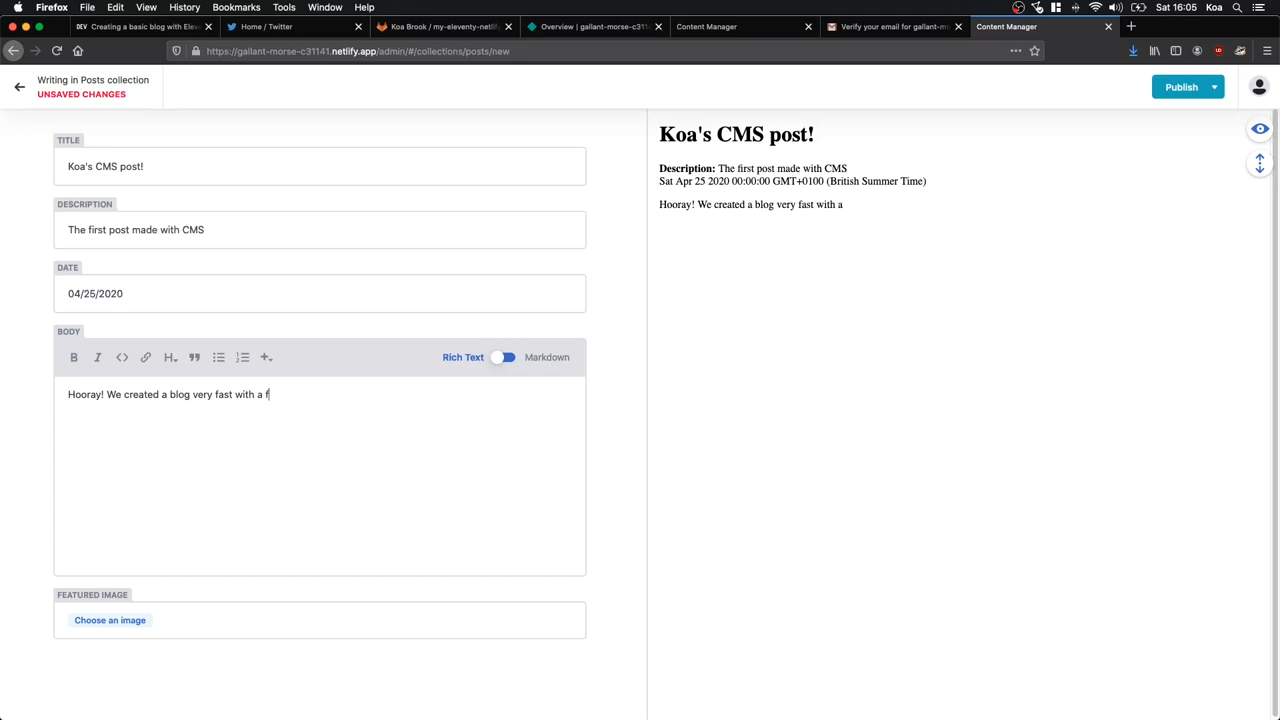 Firefox File Edit View History Bookmarks Tools Window Help Sat 16:05 Koa
DEV Creating a basic blog with Elev
Home / Twitter
Koa Brook / my-eleventy-netlify
Overview | gallant-morse-c3114
Content Manager
Verify your email for gallant-mo
Content Manager
https://gallant-morse-c31141.netlify.app/admin/#/collections/posts/new
Writing in Posts collection
UNSAVED CHANGES
Publish
TITLE
Koa's CMS post!
DESCRIPTION
The first post made with CMS
DATE
04/25/2020
BODY
B I <> H Rich Text Markdown
Hooray! We created a blog very fast with a f
FEATURED IMAGE
Choose an image
Koa's CMS post!
Description: The first post made with CMS
Sat Apr 25 2020 00:00:00 GMT+0100 (British Summer Time)
Hooray! We created a blog very fast with a